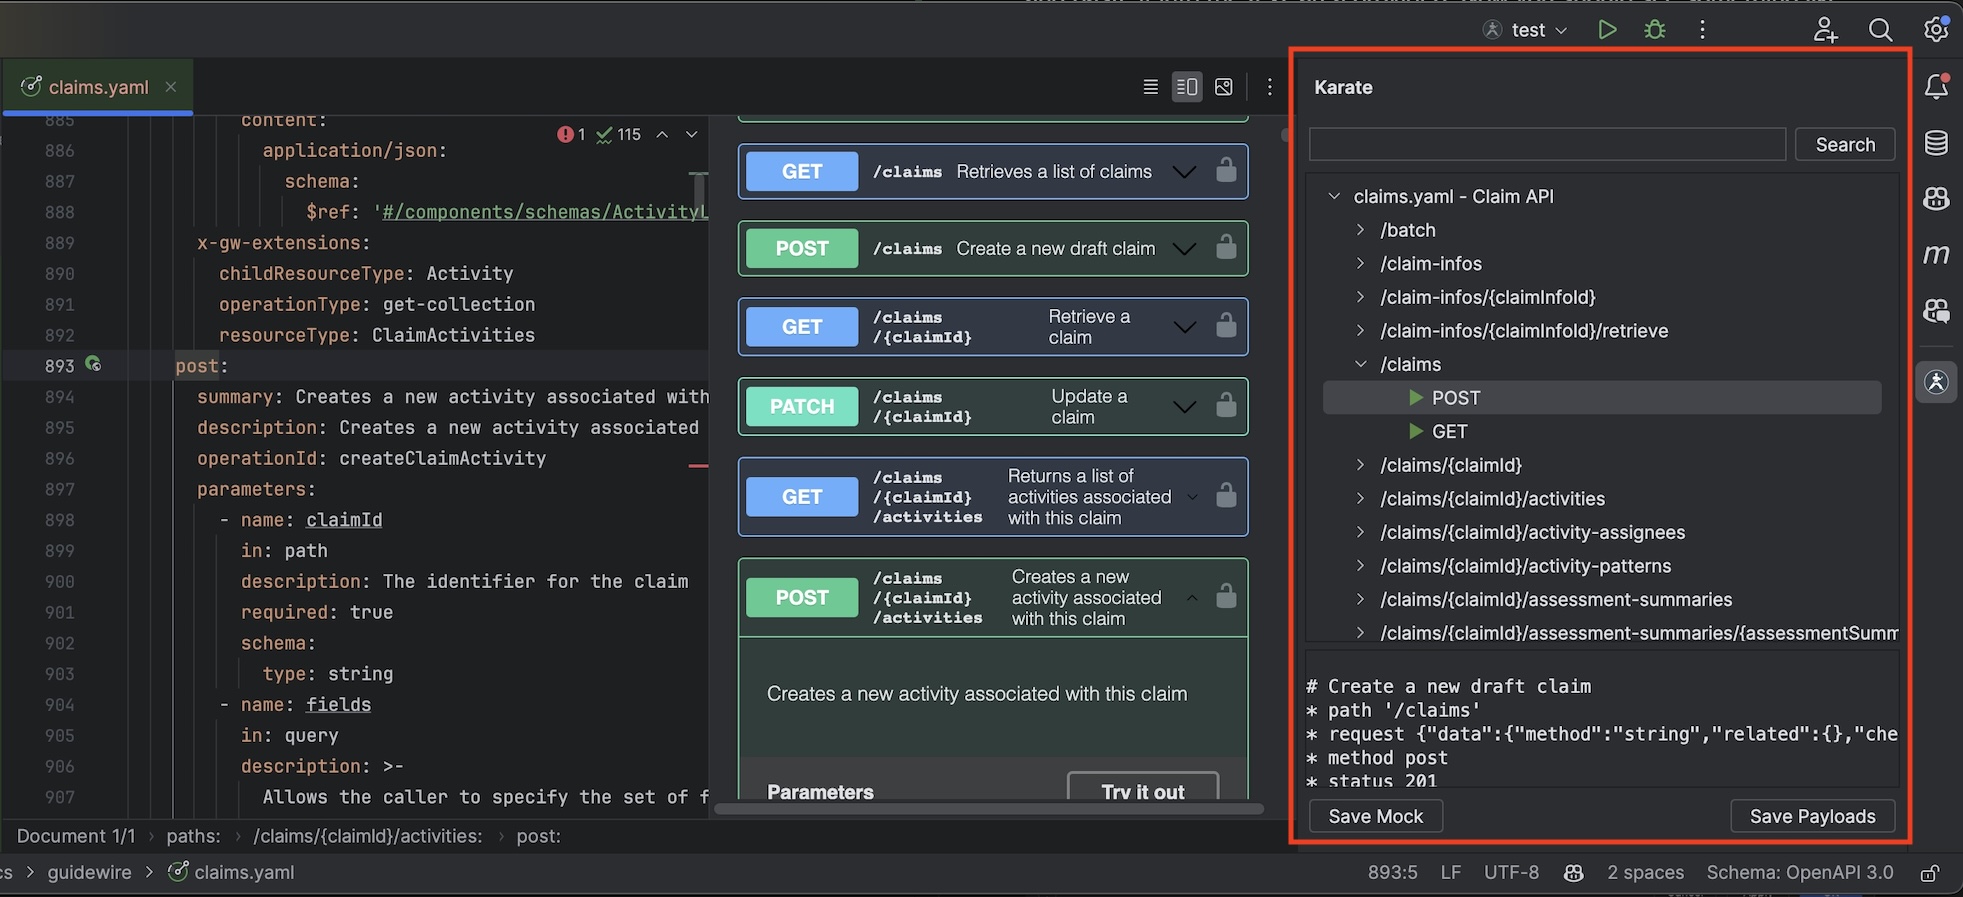 test
claims.yaml
1 115
885 content:
886 application/json:
887 schema:
888 $ref: '#/components/schemas/ActivityL
889 x-gw-extensions:
890 childResourceType: Activity
891 operationType: get-collection
892 resourceType: ClaimActivities
893 post:
894 summary: Creates a new activity associated with
895 description: Creates a new activity associated
896 operationId: createClaimActivity
897 parameters:
898 - name: claimId
899 in: path
900 description: The identifier for the claim
901 required: true
902 schema:
903 type: string
904 - name: fields
905 in: query
906 description: >-
907 Allows the caller to specify the set of f
GET /claims Retrieves a list of claims
POST /claims Create a new draft claim
GET /claims
/{claimId} Retrieve a
claim
PATCH /claims
/{claimId} Update a
claim
GET /claims
/{claimId}
/activities Returns a list of
activities associated
with this claim
POST /claims
/{claimId}
/activities Creates a new
activity associated
with this claim
Creates a new activity associated with this claim
Parameters Try it out
Karate
Search
claims.yaml - Claim API
/batch
/claim-infos
/claim-infos/{claimInfoId}
/claim-infos/{claimInfoId}/retrieve
/claims
POST
GET
/claims/{claimId}
/claims/{claimId}/activities
/claims/{claimId}/activity-assignees
/claims/{claimId}/activity-patterns
/claims/{claimId}/assessment-summaries
/claims/{claimId}/assessment-summaries/{assessmentSumm
# Create a new draft claim
* path '/claims'
* request {"data":{"method":"string","related":{},"che
* method post
* status 201
Save Mock Save Payloads
m
Document 1/1 › paths: › /claims/{claimId}/activities: › post:
cs › guidewire › claims.yaml
893:5 LF UTF-8 2 spaces Schema: OpenAPI 3.0